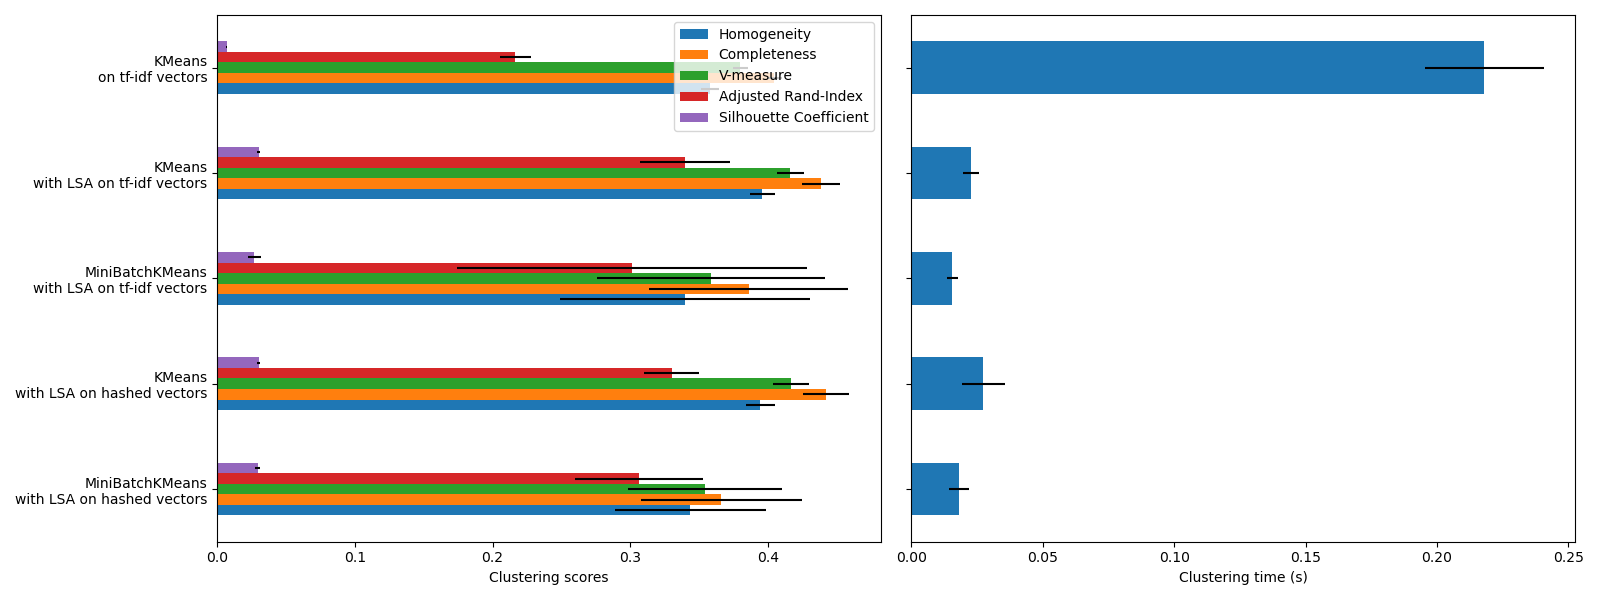 KMeans
on tf-idf vectors
KMeans
with LSA on tf-idf vectors
MiniBatchKMeans
with LSA on tf-idf vectors
KMeans
with LSA on hashed vectors
MiniBatchKMeans
with LSA on hashed vectors
Homogeneity
Completeness
V-measure
Adjusted Rand-Index
Silhouette Coefficient
0.0 0.1 0.2 0.3 0.4
Clustering scores
0.00 0.05 0.10 0.15 0.20 0.25
Clustering time (s)